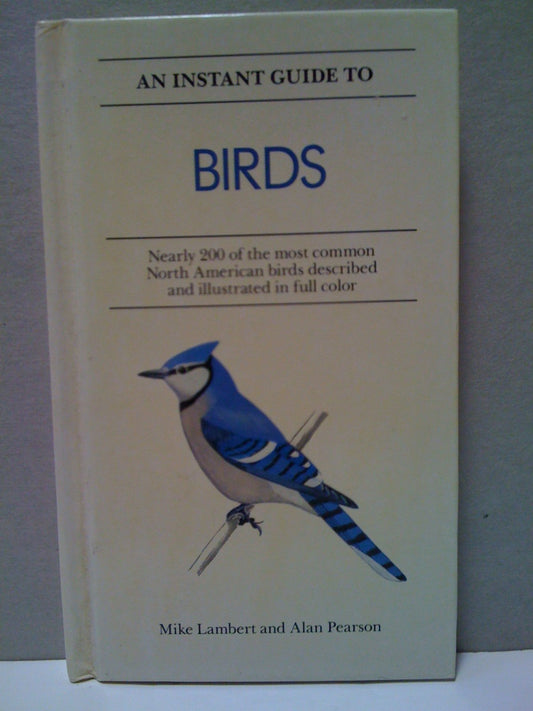 AN INSTANT GUIDE TO
BIRDS
Nearly 200 of the most common
North American birds described
and illustrated in full color
Mike Lambert and Alan Pearson